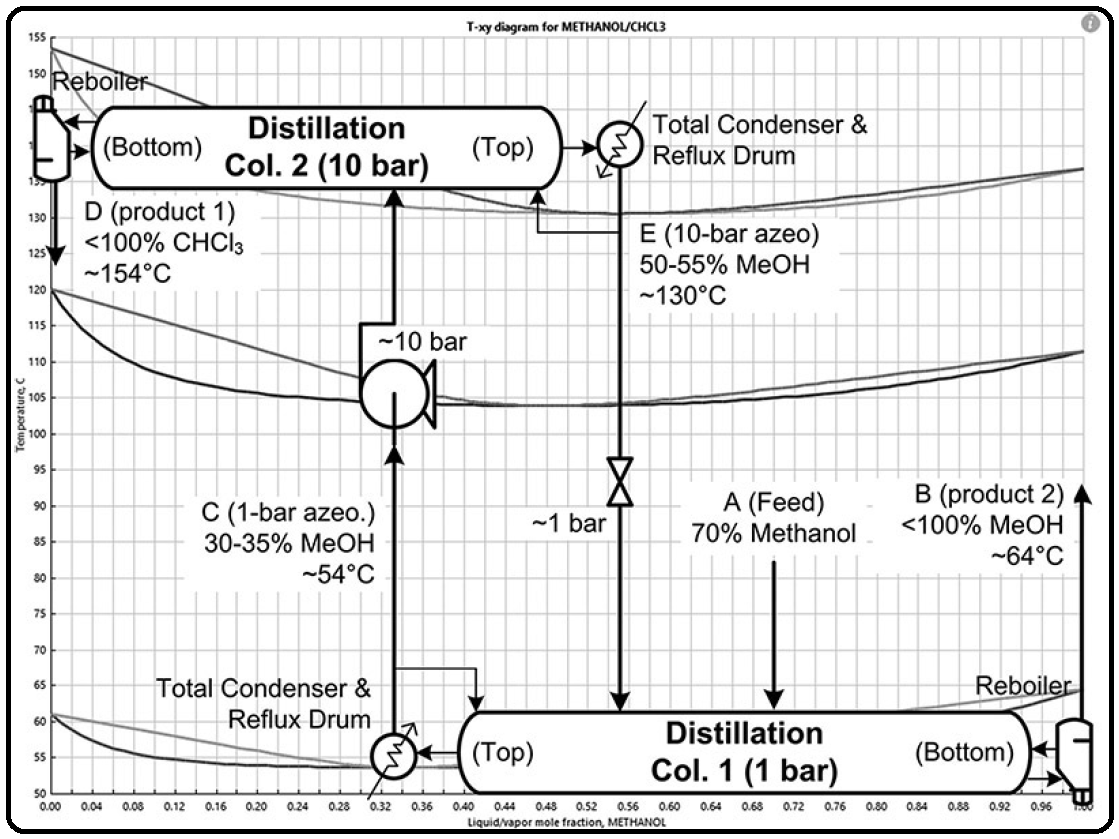 T-xy diagram for METHANOL/CHCL3
i
155
150
135
130
125
120
115
110
105
100
95
90
85
80
75
70
65
60
55
50
Temperature, C
Reboiler
(Bottom)
Distillation
Col. 2 (10 bar)
(Top)
Total Condenser &
Reflux Drum
D (product 1)
<100% CHCl₃
~154°C
E (10-bar azeo)
50-55% MeOH
~130°C
~10 bar
C (1-bar azeo.)
30-35% MeOH
~54°C
~1 bar
A (Feed)
70% Methanol
B (product 2)
<100% MeOH
~64°C
Total Condenser &
Reflux Drum
Reboiler
(Top)
Distillation
Col. 1 (1 bar)
(Bottom)
0.00 0.04 0.08 0.12 0.16 0.20 0.24 0.28 0.32 0.36 0.40 0.44 0.48 0.52 0.56 0.60 0.64 0.68 0.72 0.76 0.80 0.84 0.88 0.92 0.96 1.00
Liquid/vapor mole fraction, METHANOL